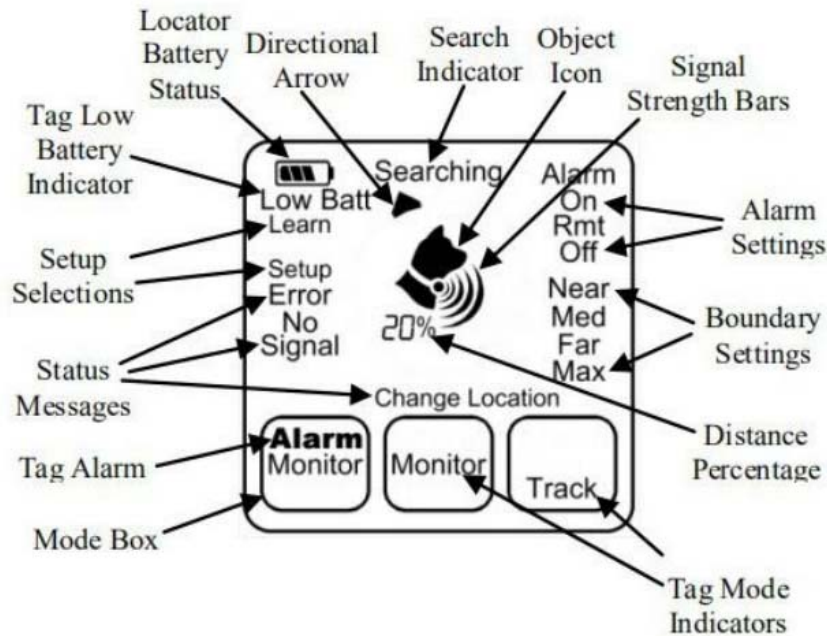 Locator
Battery
Status
Directional
Arrow
Search
Indicator
Object
Icon
Signal
Strength Bars
Tag Low
Battery
Indicator
Setup
Selections
Status
Messages
Tag Alarm
Mode Box
Searching
Low Batt
Learn
Setup
Error
No
Signal
20%
Alarm
On
Rmt
Off
Near
Med
Far
Max
Change Location
Alarm
Monitor
Monitor
Track
Alarm
Settings
Boundary
Settings
Distance
Percentage
Tag Mode
Indicators